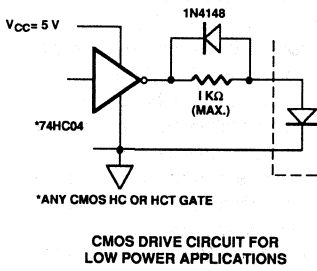 1N4148
VCC= 5 V
1 KΩ
(MAX.)
*74HC04
*ANY CMOS HC OR HCT GATE
CMOS DRIVE CIRCUIT FOR
LOW POWER APPLICATIONS